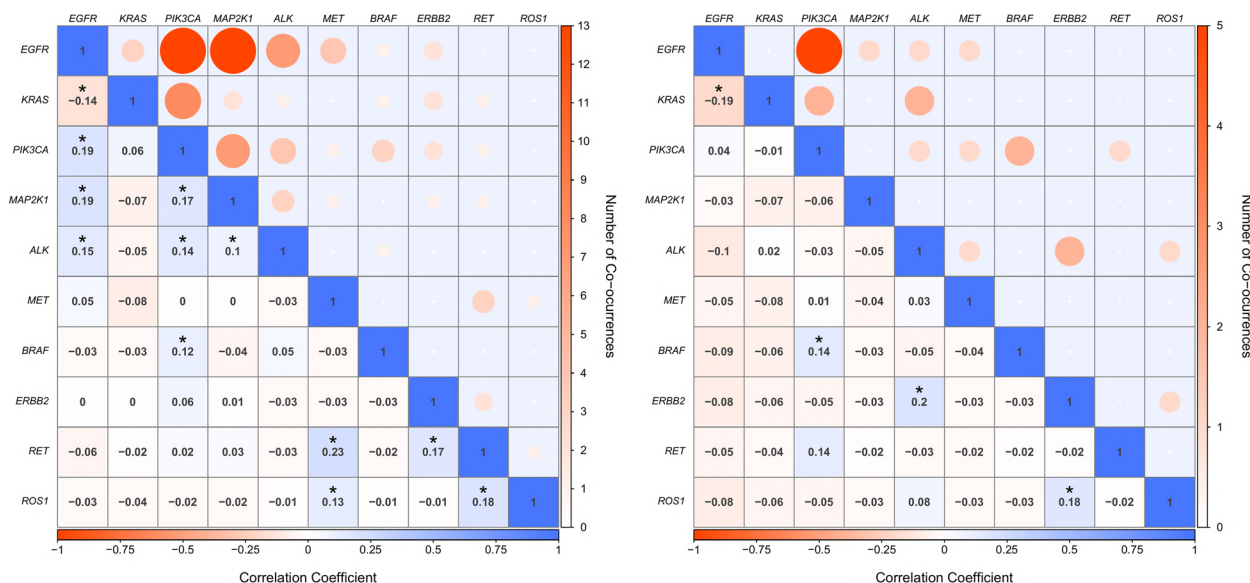 EGFR KRAS PIK3CA MAP2K1 ALK MET BRAF ERBB2 RET ROS1
EGFR 1
KRAS * −0.14 1
PIK3CA * 0.19 0.06 1
MAP2K1 * 0.19 −0.07 * 0.17 1
ALK * 0.15 −0.05 * 0.14 * 0.1 1
MET 0.05 −0.08 0 0 −0.03 1
BRAF −0.03 −0.03 * 0.12 −0.04 0.05 −0.03 1
ERBB2 0 0 0.06 0.01 −0.03 −0.03 −0.03 1
RET −0.06 −0.02 0.02 0.03 −0.03 * 0.23 −0.02 * 0.17 1
ROS1 −0.03 −0.04 −0.02 −0.02 −0.01 * 0.13 −0.01 −0.01 * 0.18 1
−1 −0.75 −0.5 −0.25 0 0.25 0.5 0.75 1
Correlation Coefficient
13
12
11
10
9
8
7
6
5
4
3
2
1
0
Number of Co−ocurrences
EGFR KRAS PIK3CA MAP2K1 ALK MET BRAF ERBB2 RET ROS1
EGFR 1
KRAS * −0.19 1
PIK3CA 0.04 −0.01 1
MAP2K1 −0.03 −0.07 −0.06 1
ALK −0.1 0.02 −0.03 −0.05 1
MET −0.05 −0.08 0.01 −0.04 0.03 1
BRAF −0.09 −0.06 * 0.14 −0.03 −0.05 −0.04 1
ERBB2 −0.08 −0.06 −0.05 −0.03 * 0.2 −0.03 −0.03 1
RET −0.05 −0.04 0.14 −0.02 −0.03 −0.02 −0.02 −0.02 1
ROS1 −0.08 −0.06 −0.05 −0.03 0.08 −0.03 −0.03 * 0.18 −0.02 1
−1 −0.75 −0.5 −0.25 0 0.25 0.5 0.75 1
Correlation Coefficient
5
4
3
2
1
0
Number of Co−ocurrences